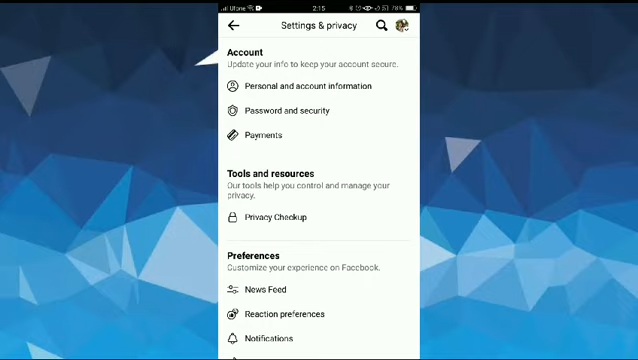 Ufone
2:15
78%
Settings & privacy
Account
Update your info to keep your account secure.
Personal and account information
Password and security
Payments
Tools and resources
Our tools help you control and manage your
privacy.
Privacy Checkup
Preferences
Customize your experience on Facebook.
News Feed
Reaction preferences
Notifications